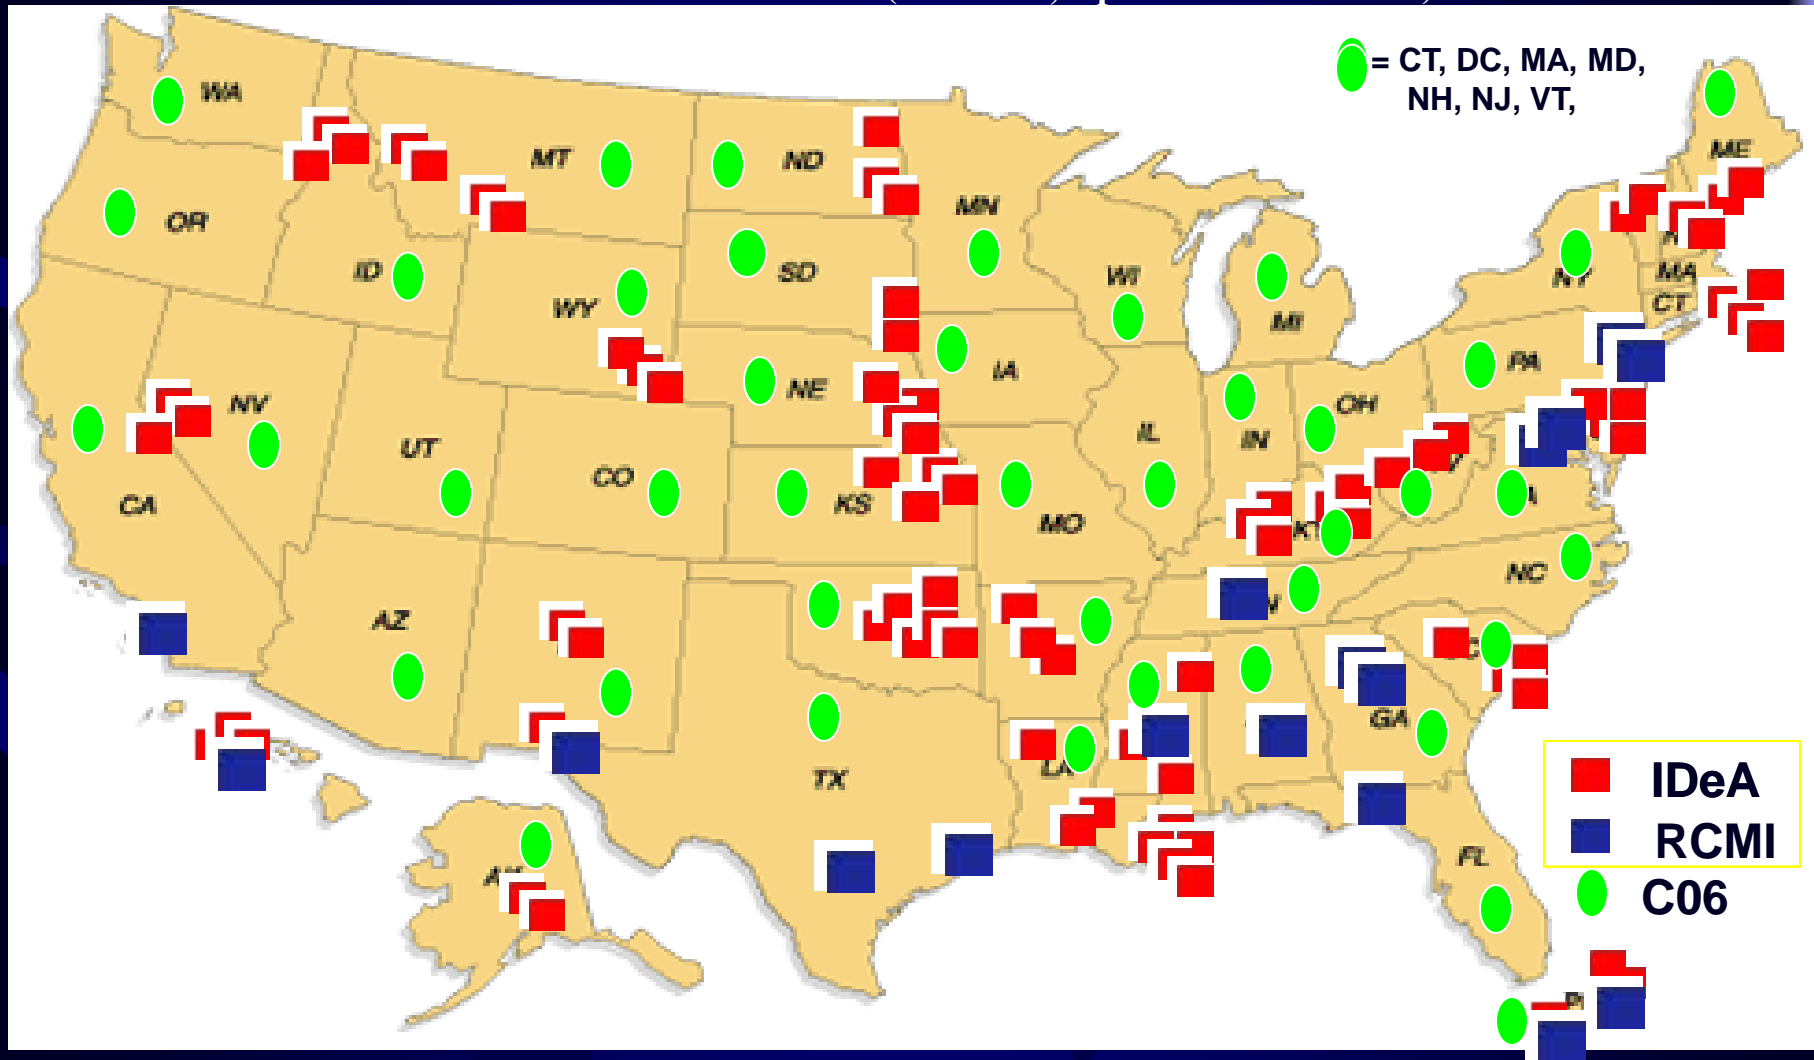 = CT, DC, MA, MD,
NH, NJ, VT,
WA
MT
ND
ME
OR
MN
ID
SD
WI
NY
MA
WY
MI
CT
IA
PA
NE
NV
OH
UT
IL
IN
CO
KS
CA
MO
KY
NC
AZ
GA
LA
TX
IDeA
RCMI
FL
AK
C06